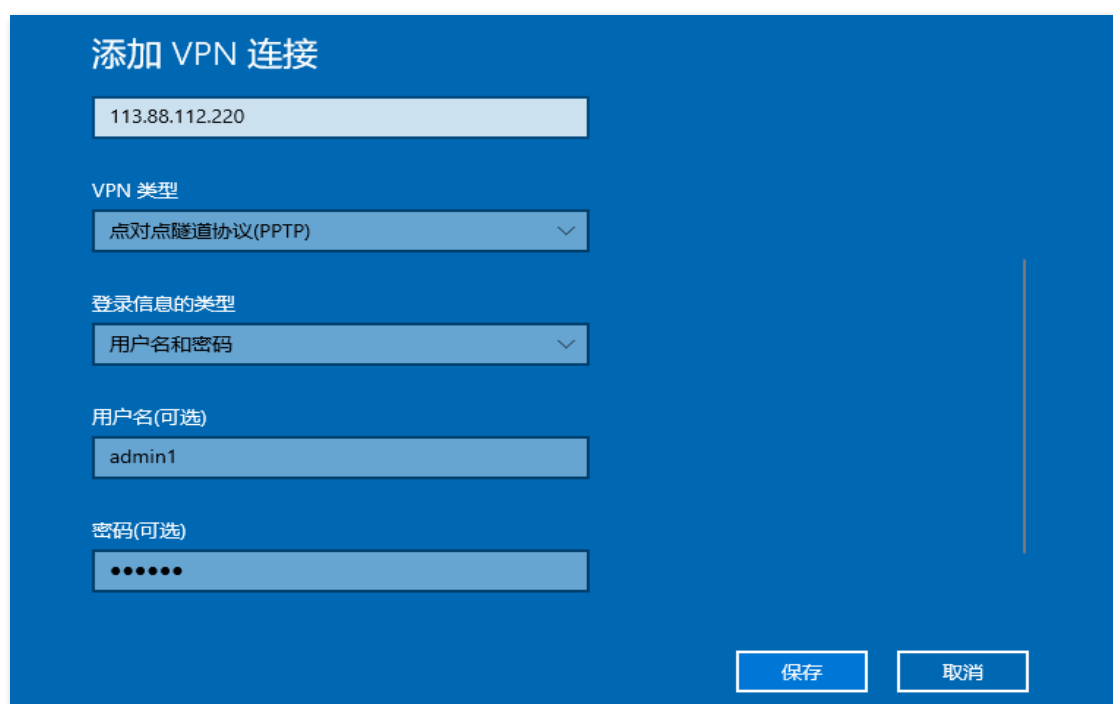 添加 VPN 连接
113.88.112.220
VPN 类型
点对点隧道协议(PPTP)
登录信息的类型
用户名和密码
用户名(可选)
admin1
密码(可选)
●●●●●●
保存
取消